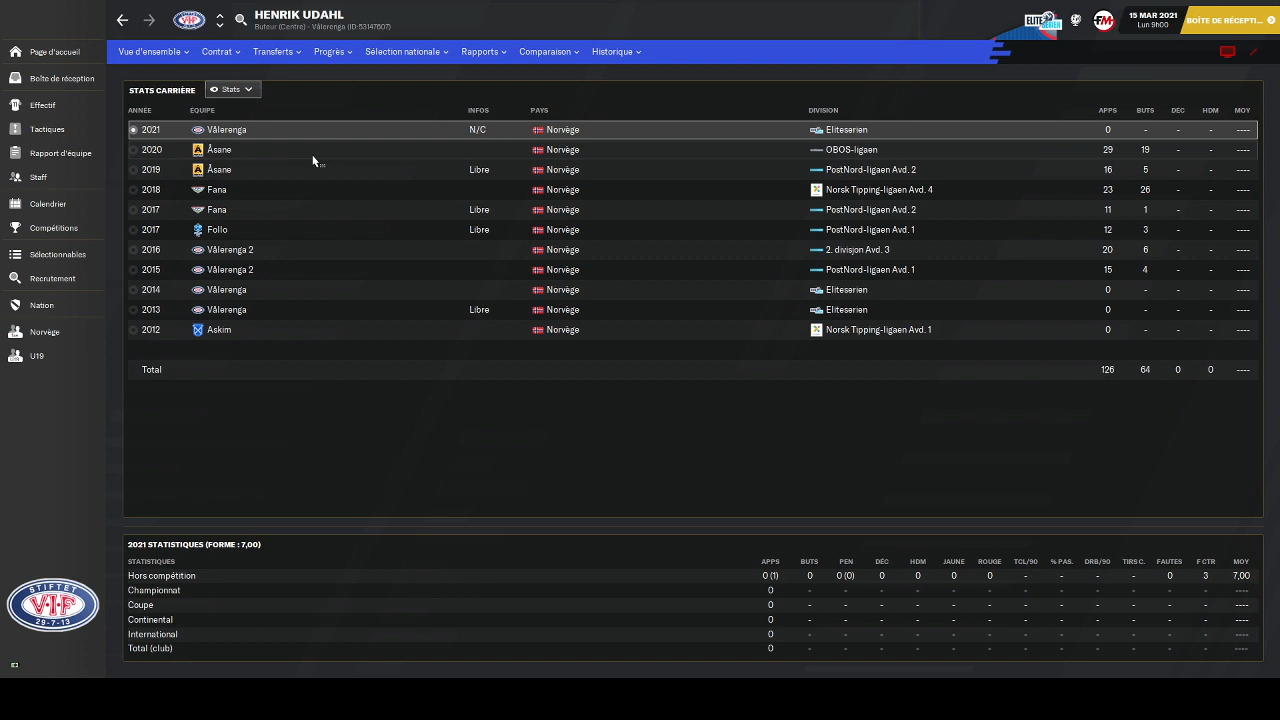 HENRIK UDAHL
Buteur (Centre) - Vålerenga (ID:53147607)
ELITE SERIEN
FM
15 MAR 2021
Lun 9h00
BOÎTE DE RÉCEPTI...
Page d'accueil
Boîte de réception
Effectif
Tactiques
Rapport d'équipe
Staff
Calendrier
Compétitions
Sélectionnables
Recrutement
Nation
Norvège
U19
STIFTET
V·I·F
29-7-13
Vue d'ensemble Contrat Transferts Progrès Sélection nationale Rapports Comparaison Historique
STATS CARRIÈRE Stats
ANNÉE ÉQUIPE INFOS PAYS DIVISION APPS BUTS DÉC HDM MOY
2021 Vålerenga N/C Norvège Eliteserien 0 - - - ----
2020 Åsane Norvège OBOS-ligaen 29 19 - - ----
2019 Åsane Libre Norvège PostNord-ligaen Avd. 2 16 5 - - ----
2018 Fana Norvège Norsk Tipping-ligaen Avd. 4 23 26 - - ----
2017 Fana Libre Norvège PostNord-ligaen Avd. 2 11 1 - - ----
2017 Follo Libre Norvège PostNord-ligaen Avd. 1 12 3 - - ----
2016 Vålerenga 2 Norvège 2. divisjon Avd. 3 20 6 - - ----
2015 Vålerenga 2 Norvège PostNord-ligaen Avd. 1 15 4 - - ----
2014 Vålerenga Norvège Eliteserien 0 - - - ----
2013 Vålerenga Libre Norvège Eliteserien 0 - - - ----
2012 Askim Norvège Norsk Tipping-ligaen Avd. 1 0 - - - ----
Total 126 64 0 0 ----
2021 STATISTIQUES (FORME : 7,00)
STATISTIQUES APPS BUTS PEN DÉC HDM JAUNE ROUGE TCL/90 % PAS. DRB/90 TIRS C. FAUTES F CTR MOY
Hors compétition 0 (1) 0 0 (0) 0 0 0 0 - - - - 0 3 7,00
Championnat 0 - - - - - - - - - - - - ----
Coupe 0 - - - - - - - - - - - - ----
Continental 0 - - - - - - - - - - - - ----
International 0 - - - - - - - - - - - - ----
Total (club) 0 - - - - - - - - - - - - ----